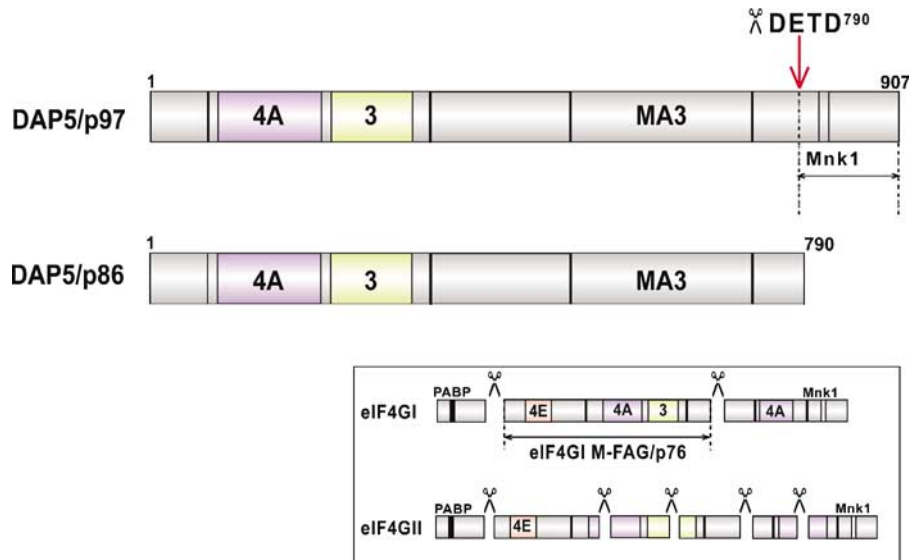 DETD790
1 907
DAP5/p97 4A 3 MA3
Mnk1
1 790
DAP5/p86 4A 3 MA3
PABP Mnk1
eIF4GI 4E 4A 3 4A
eIF4GI M-FAG/p76
PABP Mnk1
eIF4GII 4E